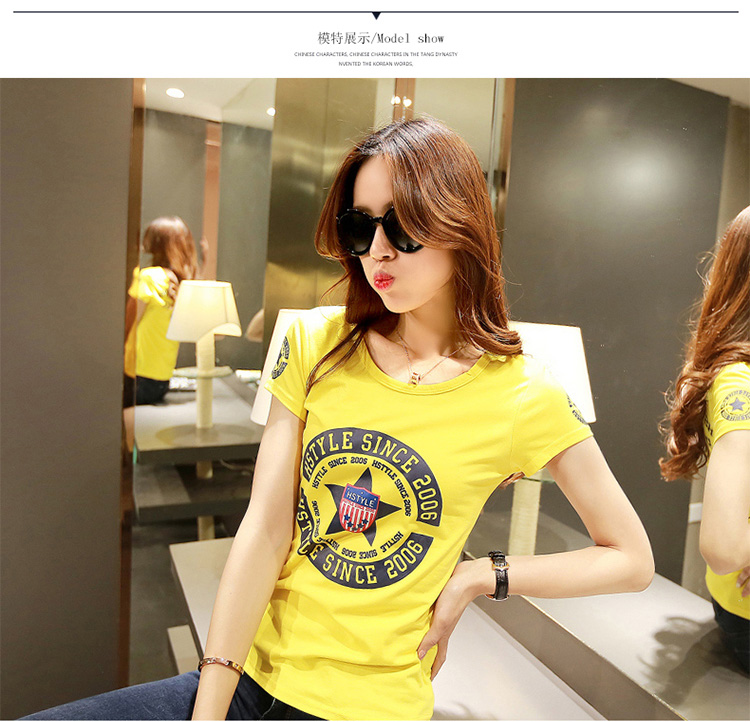 模特展示/Model show
CHINESE CHARACTERS, CHINESE CHARACTERS IN THE TANG DYNASTY
INVENTED THE KOREAN WORDS.
HSTYLE SINCE 2006
HSTYLE SINCE 2006
HSTYLE SINCE 2006
HSTYLE
HSTYLE SINCE 2006
HSTYLE SINCE 2006